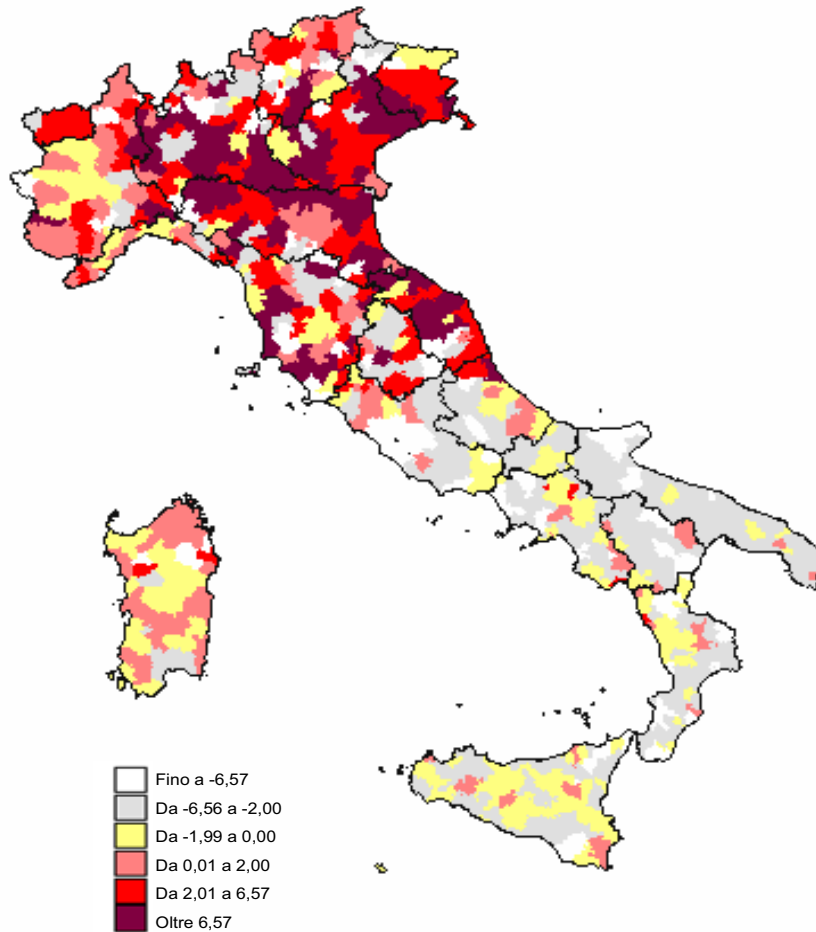 Fino a -6,57
Da -6,56 a -2,00
Da -1,99 a 0,00
Da 0,01 a 2,00
Da 2,01 a 6,57
Oltre 6,57